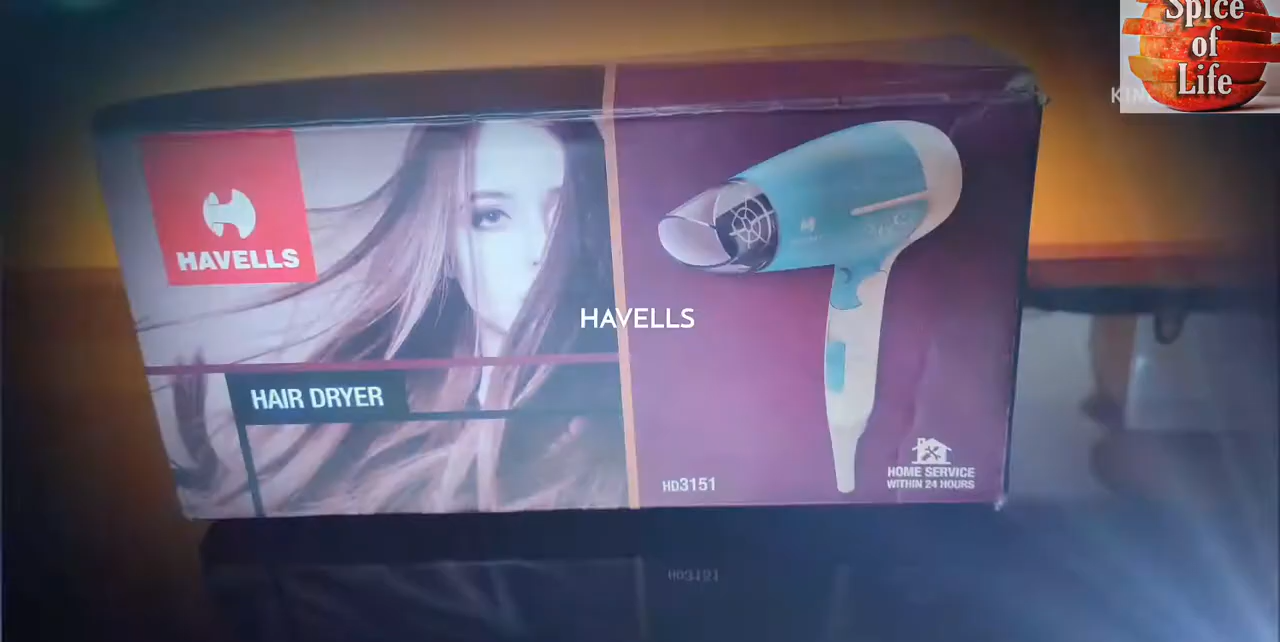 Spice
of
Life
HAVELLS
HAVELLS
HAIR DRYER
HD3151
HOME SERVICE
WITHIN 24 HOURS